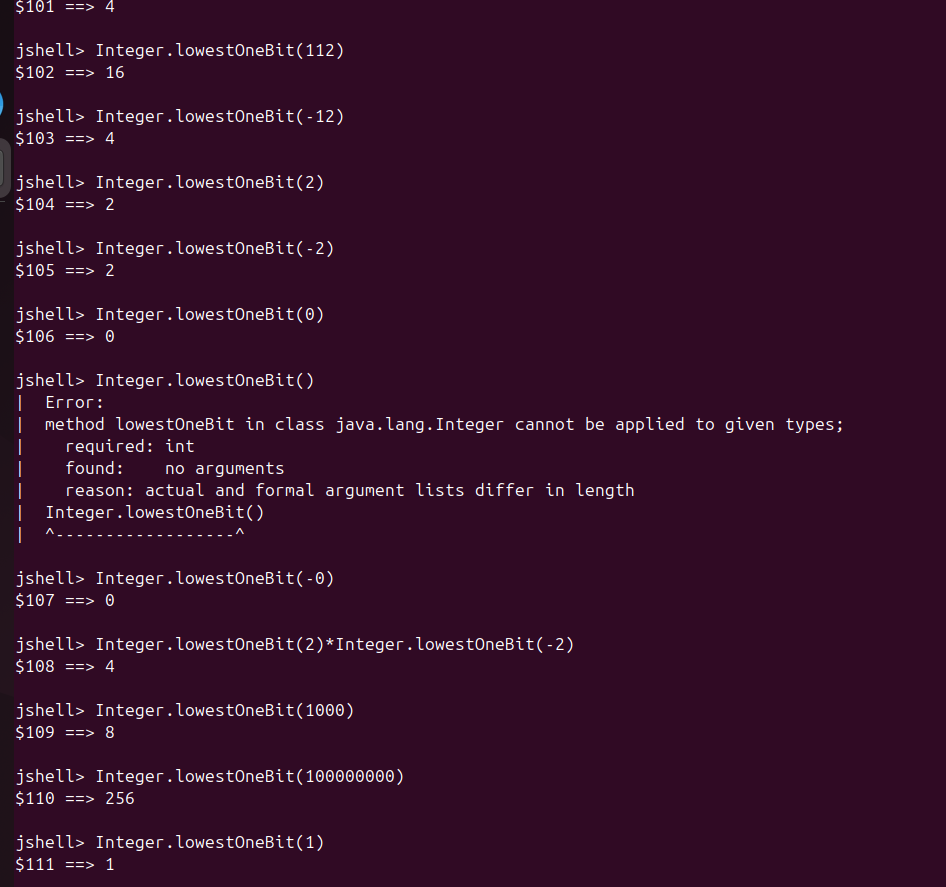 $101 ==> 4
jshell> Integer.lowestOneBit(112)
$102 ==> 16
jshell> Integer.lowestOneBit(-12)
$103 ==> 4
jshell> Integer.lowestOneBit(2)
$104 ==> 2
jshell> Integer.lowestOneBit(-2)
$105 ==> 2
jshell> Integer.lowestOneBit(0)
$106 ==> 0
jshell> Integer.lowestOneBit()
|  Error:
|  method lowestOneBit in class java.lang.Integer cannot be applied to given types;
|    required: int
|    found:    no arguments
|    reason: actual and formal argument lists differ in length
|  Integer.lowestOneBit()
|  ^------------------^
jshell> Integer.lowestOneBit(-0)
$107 ==> 0
jshell> Integer.lowestOneBit(2)*Integer.lowestOneBit(-2)
$108 ==> 4
jshell> Integer.lowestOneBit(1000)
$109 ==> 8
jshell> Integer.lowestOneBit(100000000)
$110 ==> 256
jshell> Integer.lowestOneBit(1)
$111 ==> 1